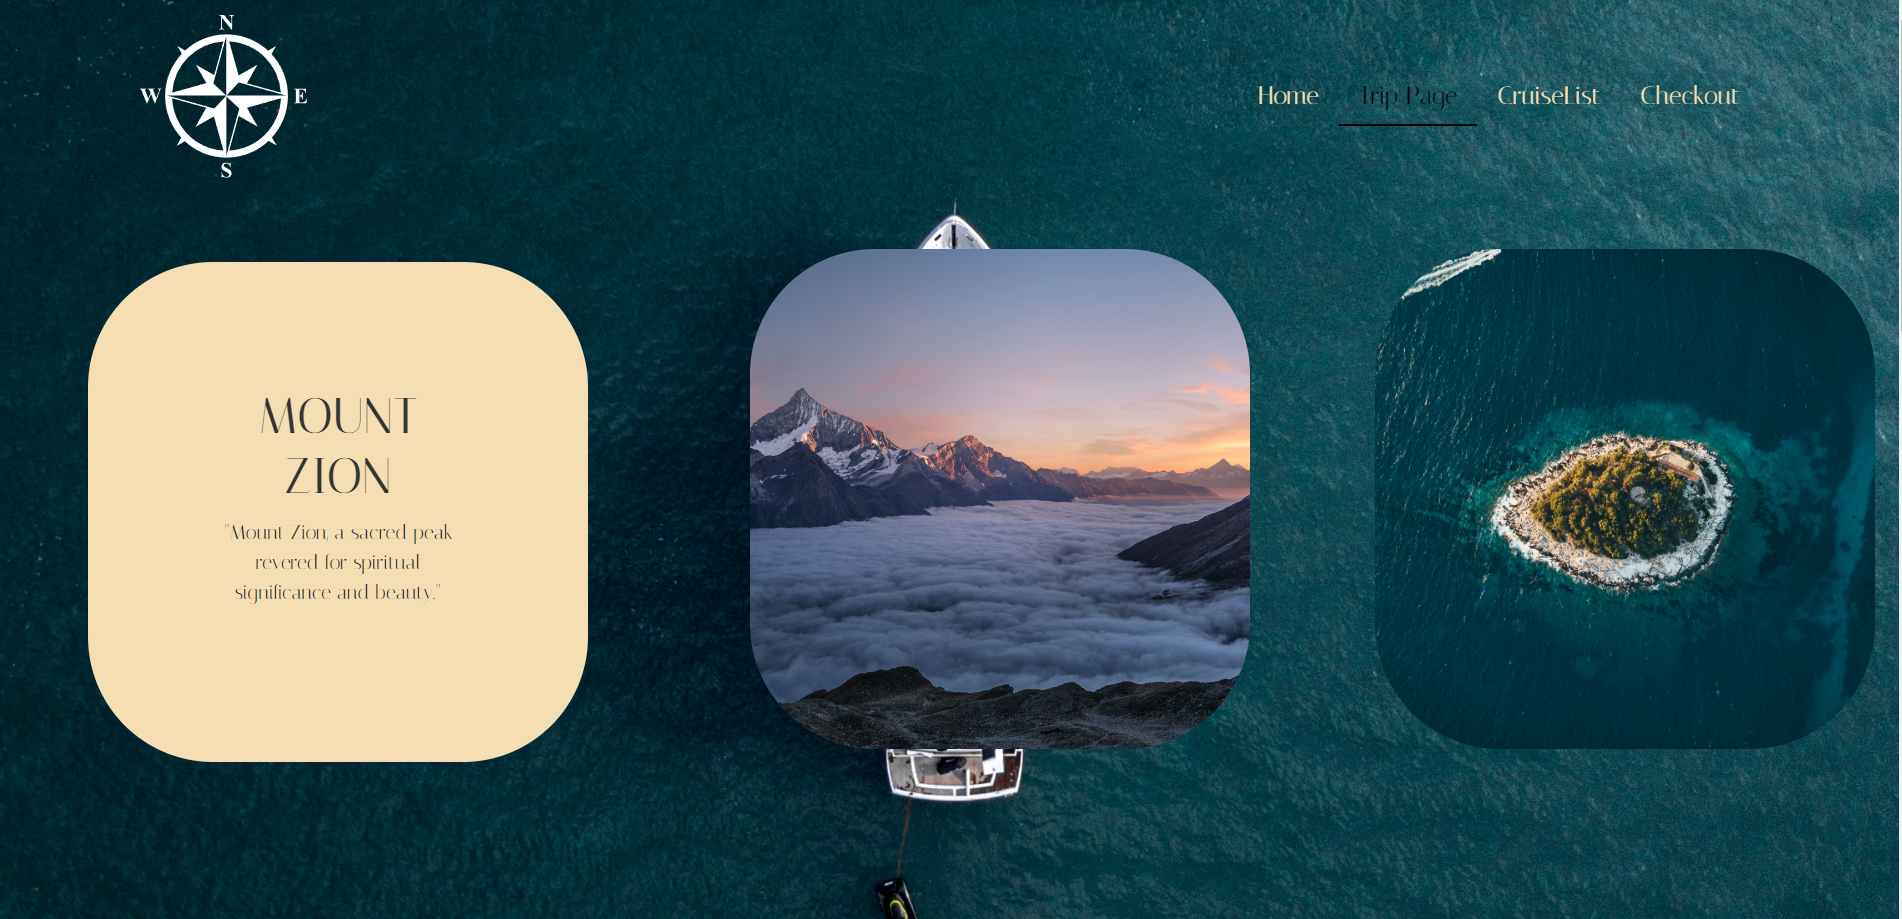 N
W E
S
Home Trip Page CruiseList Checkout
MOUNT
ZION
"Mount Zion, a sacred peak
revered for spiritual
significance and beauty."